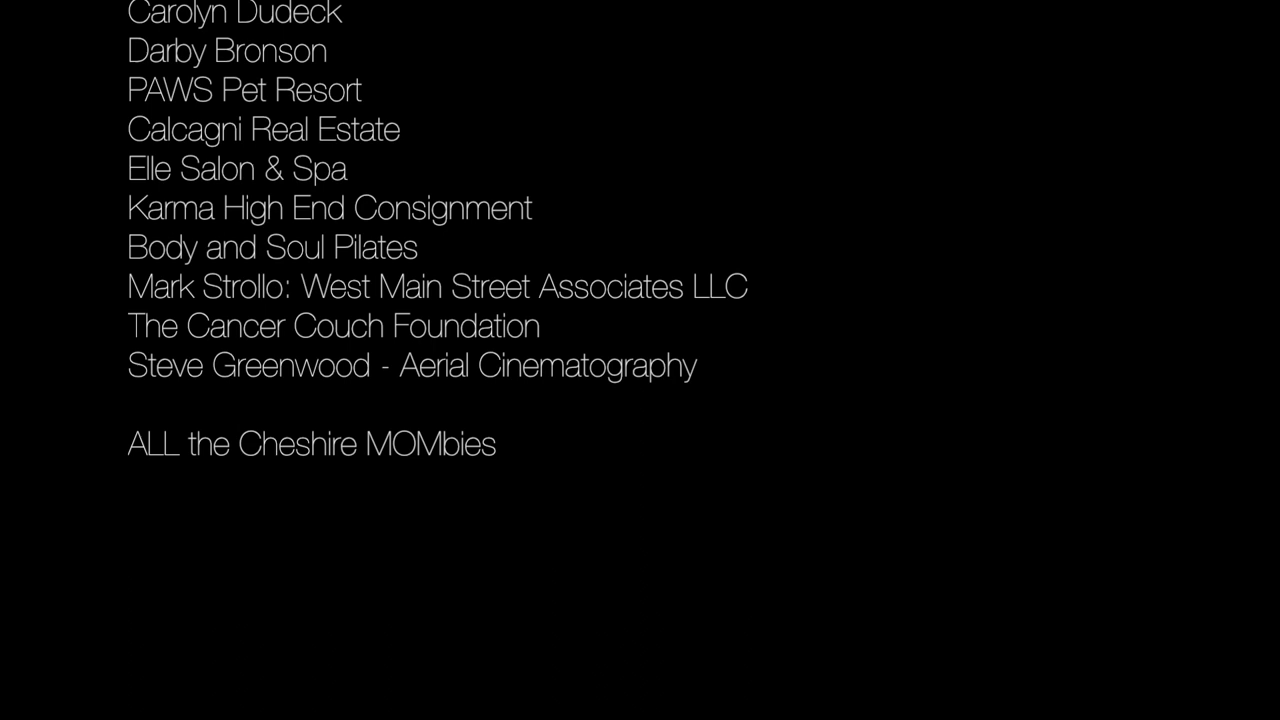 Carolyn Dudeck
Darby Bronson
PAWS Pet Resort
Calcagni Real Estate
Elle Salon & Spa
Karma High End Consignment
Body and Soul Pilates
Mark Strollo: West Main Street Associates LLC
The Cancer Couch Foundation
Steve Greenwood - Aerial Cinematography
ALL the Cheshire MOMbies